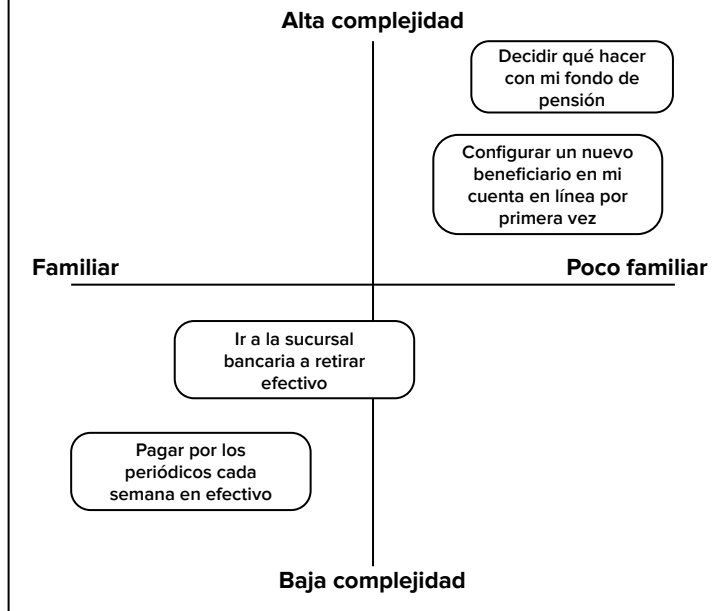 Alta complejidad
Decidir qué hacer
con mi fondo de
pensión
Configurar un nuevo
beneficiario en mi
cuenta en línea por
primera vez
Familiar
Poco familiar
Ir a la sucursal
bancaria a retirar
efectivo
Pagar por los
periódicos cada
semana en efectivo
Baja complejidad